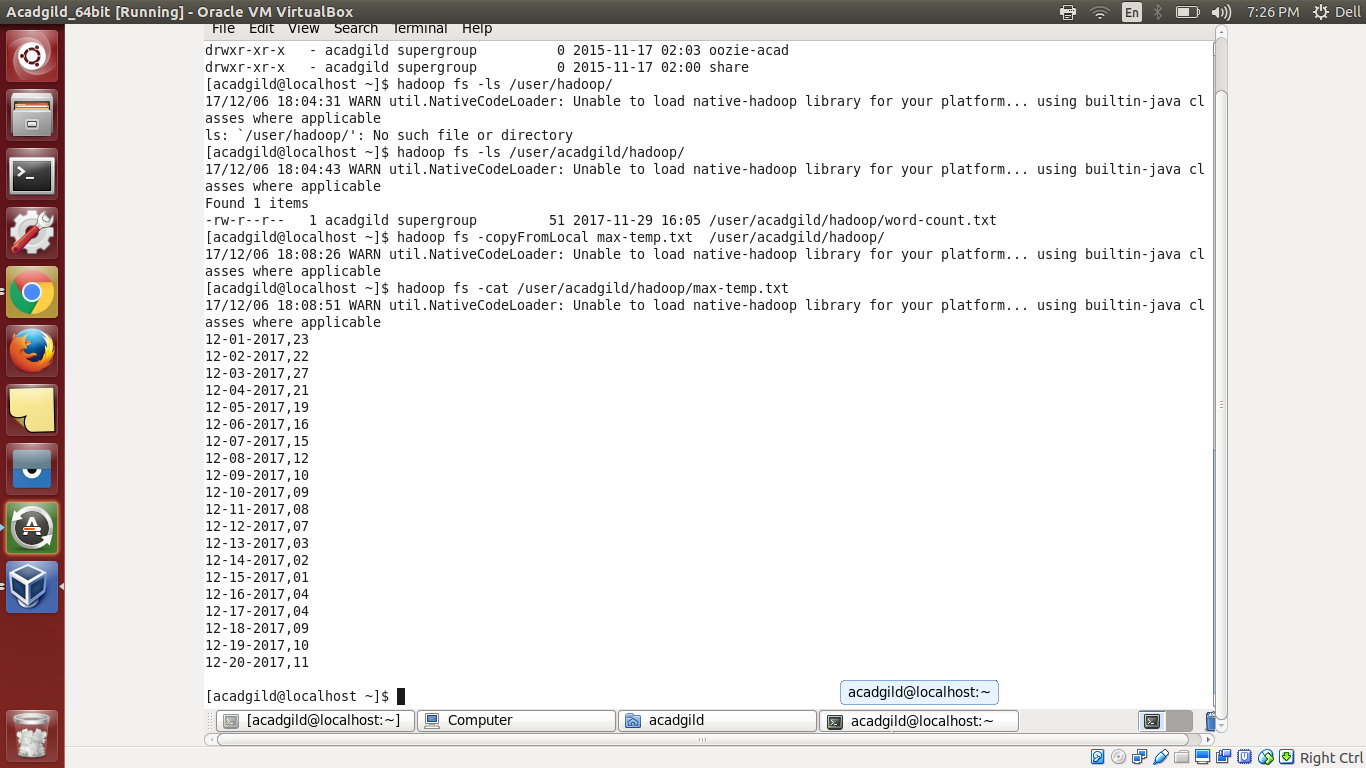 Acadgild_64bit [Running] - Oracle VM VirtualBox
En
7:26 PM
Dell
File Edit View Search Terminal Help
drwxr-xr-x   - acadgild supergroup          0 2015-11-17 02:03 oozie-acad
drwxr-xr-x   - acadgild supergroup          0 2015-11-17 02:00 share
[acadgild@localhost ~]$ hadoop fs -ls /user/hadoop/
17/12/06 18:04:31 WARN util.NativeCodeLoader: Unable to load native-hadoop library for your platform... using builtin-java cl
asses where applicable
ls: `/user/hadoop/': No such file or directory
[acadgild@localhost ~]$ hadoop fs -ls /user/acadgild/hadoop/
17/12/06 18:04:43 WARN util.NativeCodeLoader: Unable to load native-hadoop library for your platform... using builtin-java cl
asses where applicable
Found 1 items
-rw-r--r--   1 acadgild supergroup         51 2017-11-29 16:05 /user/acadgild/hadoop/word-count.txt
[acadgild@localhost ~]$ hadoop fs -copyFromLocal max-temp.txt  /user/acadgild/hadoop/
17/12/06 18:08:26 WARN util.NativeCodeLoader: Unable to load native-hadoop library for your platform... using builtin-java cl
asses where applicable
[acadgild@localhost ~]$ hadoop fs -cat /user/acadgild/hadoop/max-temp.txt
17/12/06 18:08:51 WARN util.NativeCodeLoader: Unable to load native-hadoop library for your platform... using builtin-java cl
asses where applicable
12-01-2017,23
12-02-2017,22
12-03-2017,27
12-04-2017,21
12-05-2017,19
12-06-2017,16
12-07-2017,15
12-08-2017,12
12-09-2017,10
12-10-2017,09
12-11-2017,08
12-12-2017,07
12-13-2017,03
12-14-2017,02
12-15-2017,01
12-16-2017,04
12-17-2017,04
12-18-2017,09
12-19-2017,10
12-20-2017,11
[acadgild@localhost ~]$
acadgild@localhost:~
[acadgild@localhost:~] Computer acadgild acadgild@localhost:~
Right Ctrl